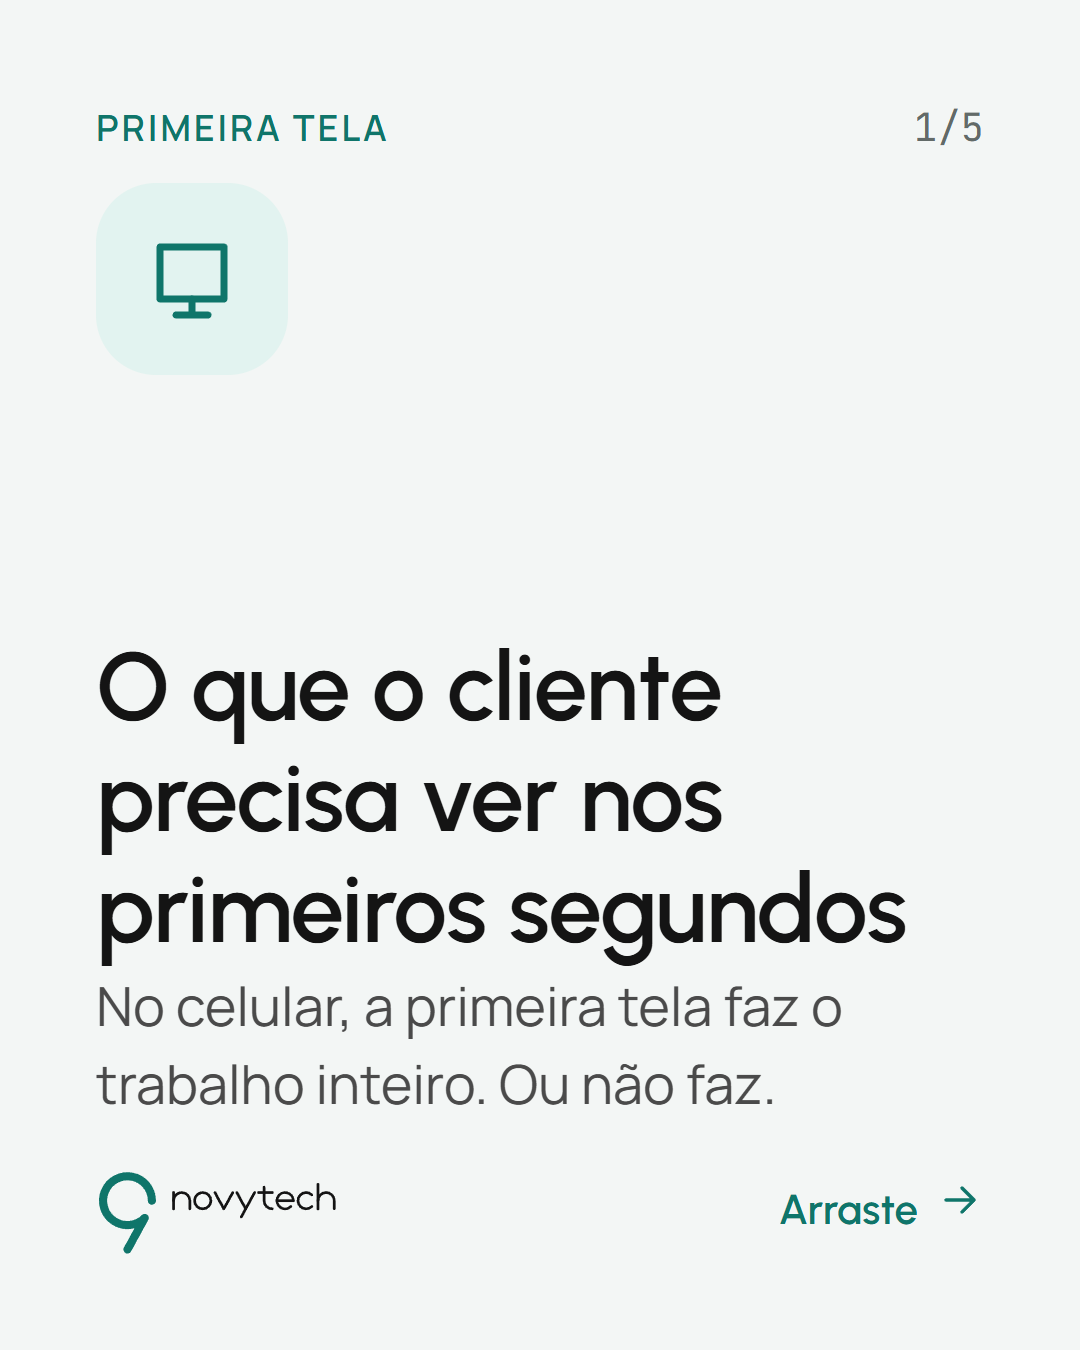 PRIMEIRA TELA
1/5
O que o cliente
precisa ver nos
primeiros segundos
No celular, a primeira tela faz o
trabalho inteiro. Ou não faz.
novytech
Arraste →